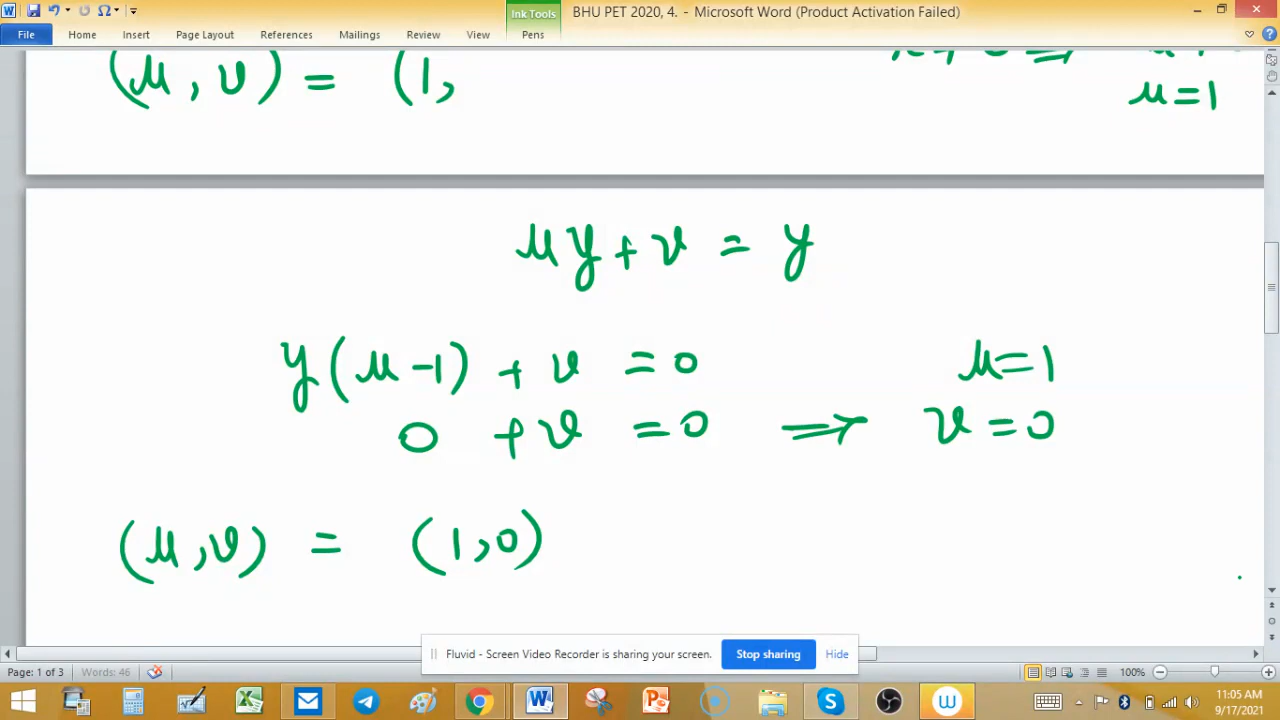 Ink Tools
BHU PET 2020, 4. - Microsoft Word (Product Activation Failed)
File Home Insert Page Layout References Mailings Review View Pens
(μ, v) = (1,
μ=1
μy+v = y
y(μ-1) + v = 0 μ=1
0 +v =0 ⟹ v=0
(μ,v) = (1,0)
Fluvid - Screen Video Recorder is sharing your screen. Stop sharing Hide
Page: 1 of 3 Words: 46 100%
11:05 AM
9/17/2021